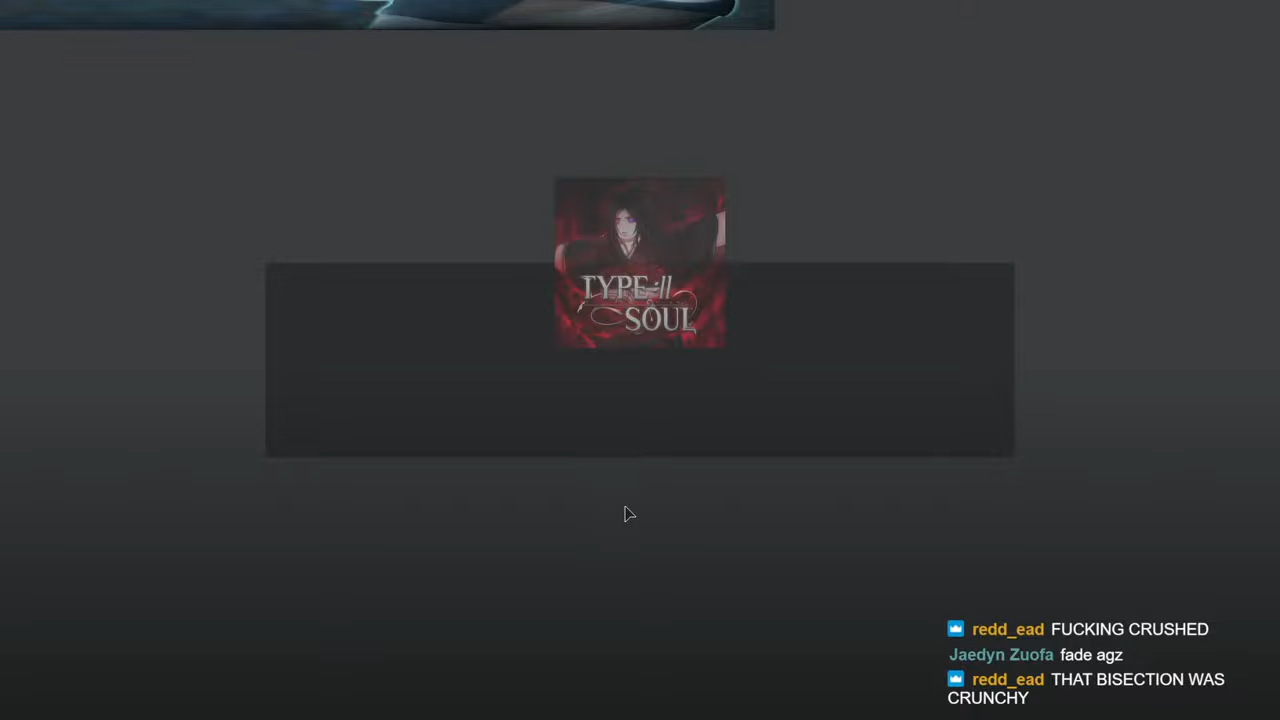 TYPE://
SOUL
redd_ead FUCKING CRUSHED
Jaedyn Zuofa fade agz
redd_ead THAT BISECTION WAS
CRUNCHY